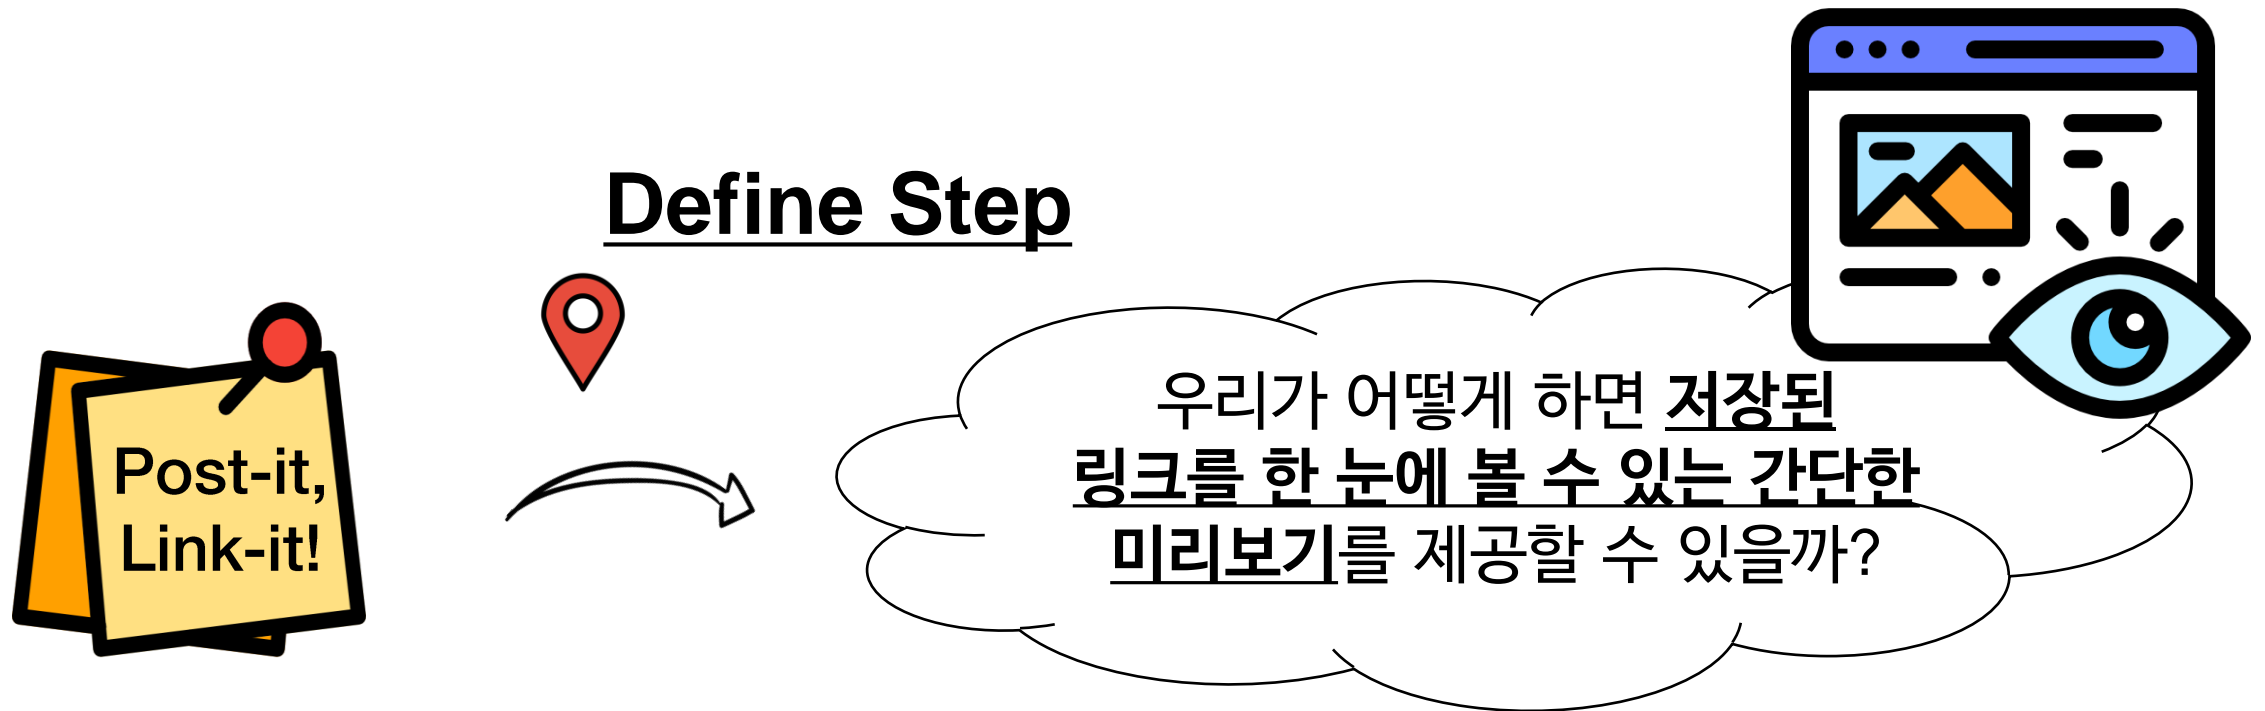 Define Step
Post-it,
Link-it!
우리가 어떻게 하면 저장된
링크를 한 눈에 볼 수 있는 간단한
미리보기를 제공할 수 있을까?